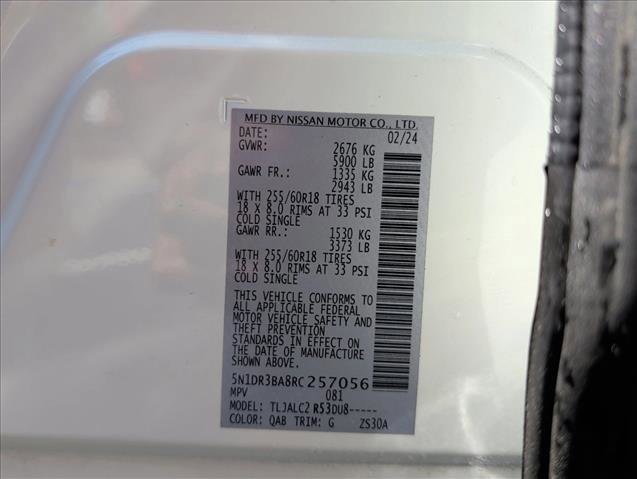 MFD BY NISSAN MOTOR CO., LTD.
DATE: 02/24
GVWR: 2676 KG
5900 LB
GAWR FR.: 1335 KG
2943 LB
WITH 255/60R18 TIRES
18 X 8.0 RIMS AT 33 PSI
COLD SINGLE
GAWR RR.: 1530 KG
3373 LB
WITH 255/60R18 TIRES
18 X 8.0 RIMS AT 33 PSI
COLD SINGLE
THIS VEHICLE CONFORMS TO
ALL APPLICABLE FEDERAL
MOTOR VEHICLE SAFETY AND
THEFT PREVENTION
STANDARDS IN EFFECT ON
THE DATE OF MANUFACTURE
SHOWN ABOVE.
5N1DR3BA8RC257056
MPV 081
MODEL: TLJALC2 R53DU8-----
COLOR: QAB TRIM: G ZS30A